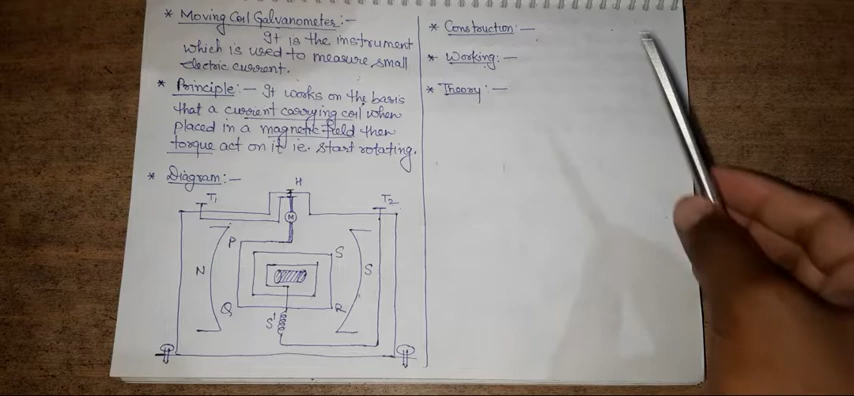 * Moving Coil Galvanometer:-
It is the instrument
which is used to measure small
electric current.
* Principle:- It works on the basis
that a current carrying coil when
placed in a magnetic field then
torque act on it i.e. start rotating.
* Diagram:-
H
T1
T2
M
P
S
N
S
Q
R
S'
* Construction:-
* Working:-
* Theory:-